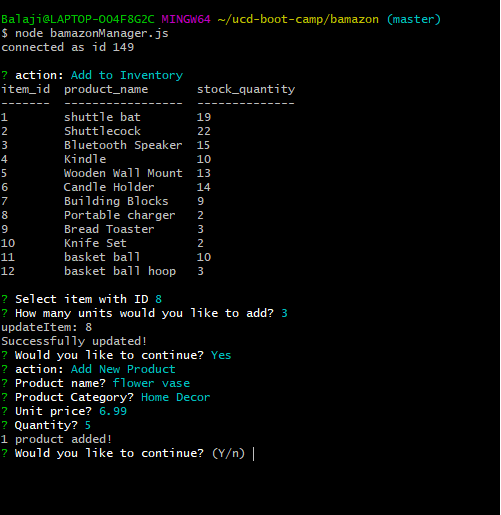 Balaji@LAPTOP-OO4F8G2C MINGW64 ~/ucd-boot-camp/bamazon (master)
$ node bamazonManager.js
connected as id 149
? action: Add to Inventory
item_id  product_name       stock_quantity
-------  -----------------  --------------
1        shuttle bat        19
2        Shuttlecock        22
3        Bluetooth Speaker  15
4        Kindle             10
5        Wooden Wall Mount  13
6        Candle Holder      14
7        Building Blocks    9
8        Portable charger   2
9        Bread Toaster      3
10       Knife Set          2
11       basket ball        10
12       basket ball hoop   3
? Select item with ID 8
? How many units would you like to add? 3
updateItem: 8
Successfully updated!
? Would you like to continue? Yes
? action: Add New Product
? Product name? flower vase
? Product Category? Home Decor
? Unit price? 6.99
? Quantity? 5
1 product added!
? Would you like to continue? (Y/n)